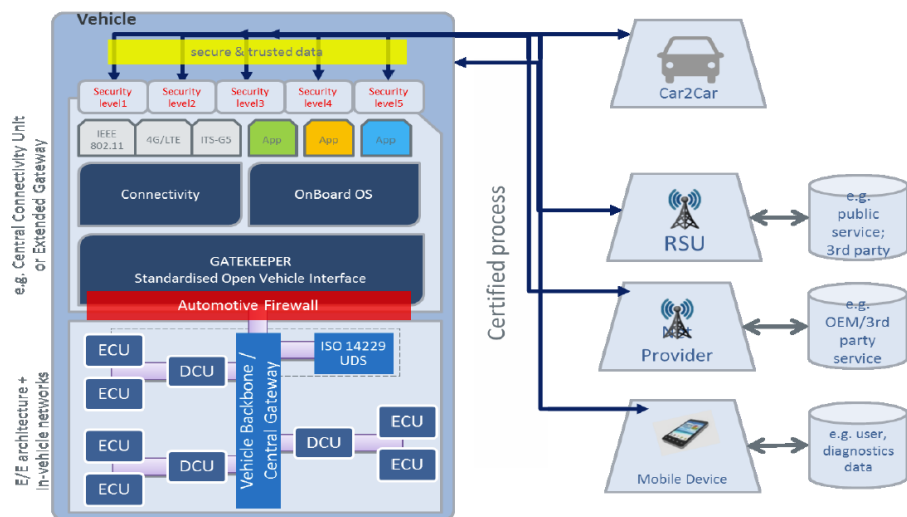 Vehicle
secure & trusted data
Security
level1
Security
level2
Security
level3
Security
level4
Security
level5
IEEE
802.11
4G/LTE
ITS-G5
App
App
App
Connectivity
OnBoard OS
GATEKEEPER
Standardised Open Vehicle Interface
Automotive Firewall
e.g. Central Connectivity Unit
or Extended Gateway
ECU
ECU
DCU
ISO 14229
UDS
Vehicle Backbone /
Central Gateway
ECU
ECU
DCU
DCU
ECU
ECU
E/E architecture +
In-vehicle networks
Certified process
Car2Car
RSU
e.g.
public
service;
3rd party
Provider
e.g.
OEM/3rd
party
service
Mobile Device
e.g. user,
diagnostics
data